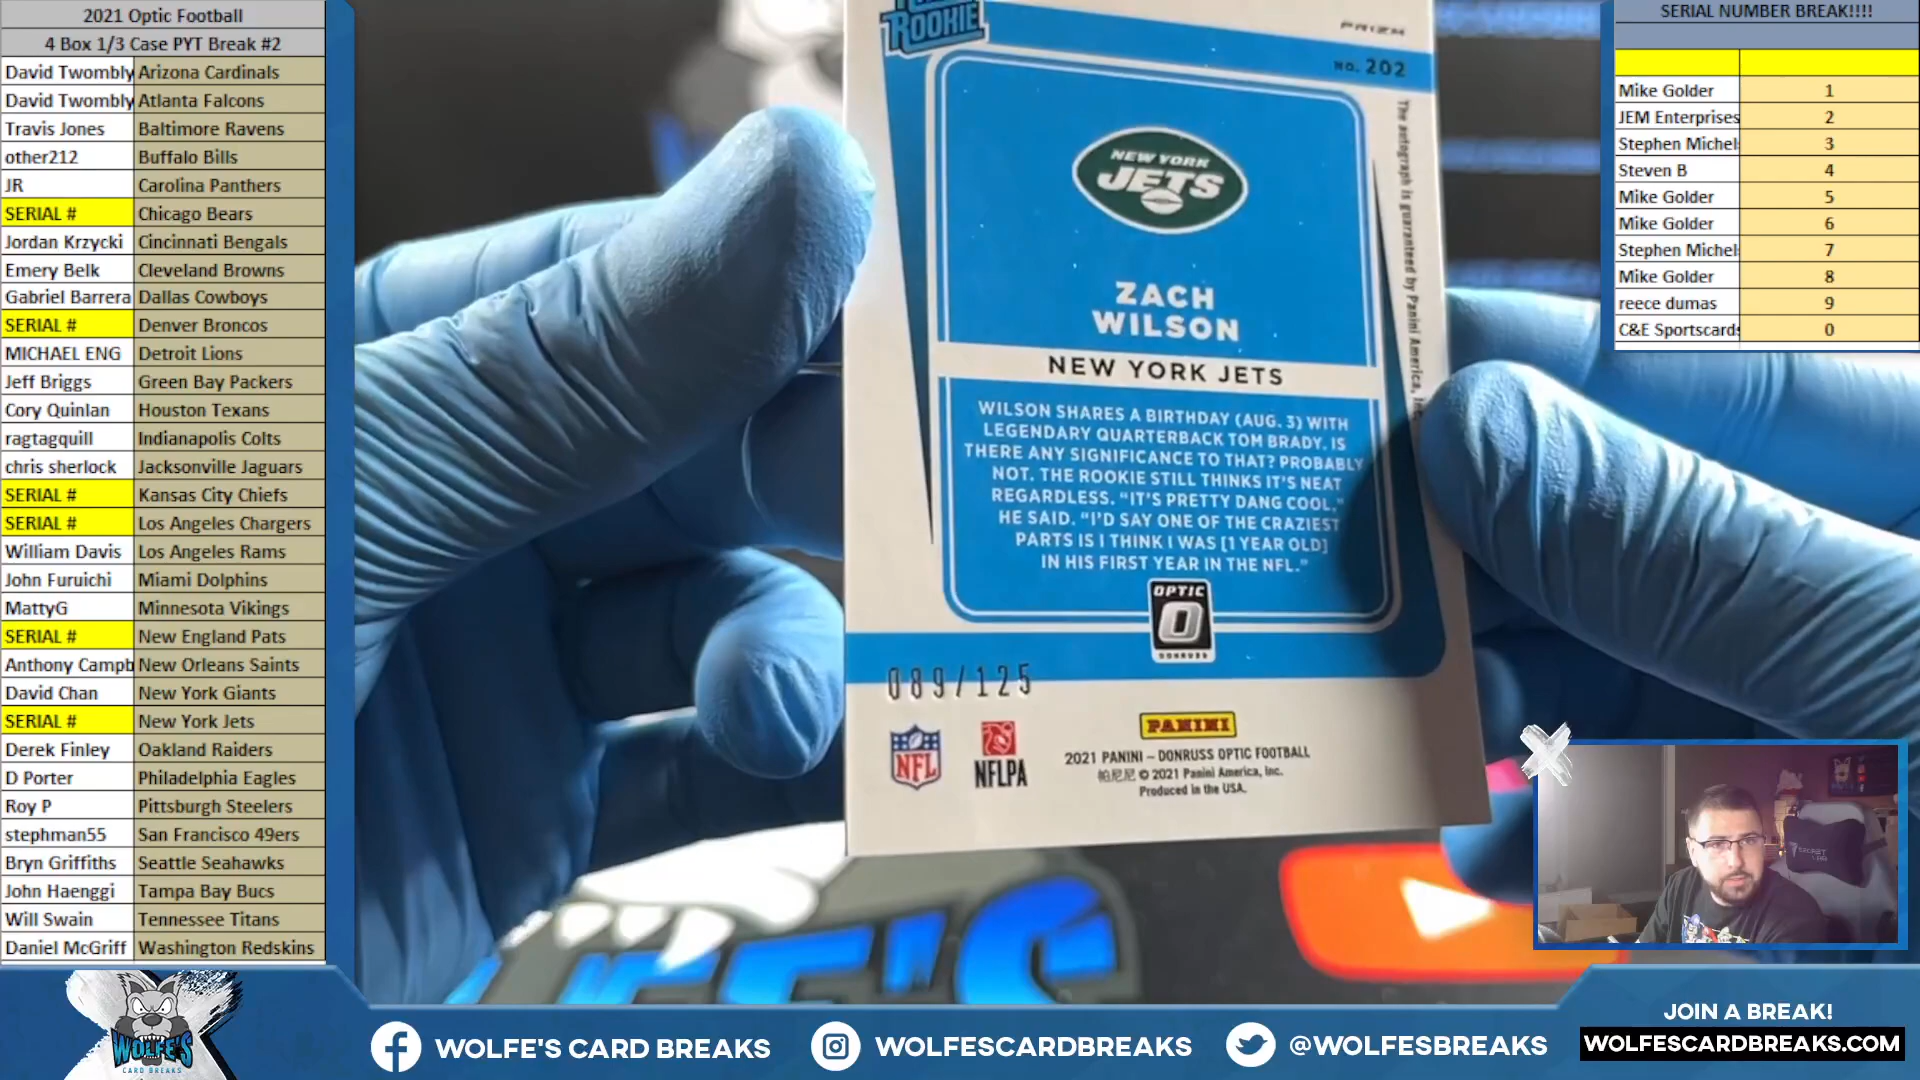 2021 Optic Football
4 Box 1/3 Case PYT Break #2
David Twombly Arizona Cardinals
David Twombly Atlanta Falcons
Travis Jones Baltimore Ravens
other212 Buffalo Bills
JR Carolina Panthers
SERIAL # Chicago Bears
Jordan Krzycki Cincinnati Bengals
Emery Belk Cleveland Browns
Gabriel Barrera Dallas Cowboys
SERIAL # Denver Broncos
MICHAEL ENG Detroit Lions
Jeff Briggs Green Bay Packers
Cory Quinlan Houston Texans
ragtagquill Indianapolis Colts
chris sherlock Jacksonville Jaguars
SERIAL # Kansas City Chiefs
SERIAL # Los Angeles Chargers
William Davis Los Angeles Rams
John Furuichi Miami Dolphins
MattyG Minnesota Vikings
SERIAL # New England Pats
Anthony Campb New Orleans Saints
David Chan New York Giants
SERIAL # New York Jets
Derek Finley Oakland Raiders
D Porter Philadelphia Eagles
Roy P Pittsburgh Steelers
stephman55 San Francisco 49ers
Bryn Griffiths Seattle Seahawks
John Haenggi Tampa Bay Bucs
Will Swain Tennessee Titans
Daniel McGriff Washington Redskins
ROOKIE
PRIZM
NO. 202
NEW YORK
JETS
ZACH
WILSON
NEW YORK JETS
WILSON SHARES A BIRTHDAY (AUG. 3) WITH
LEGENDARY QUARTERBACK TOM BRADY. IS
THERE ANY SIGNIFICANCE TO THAT? PROBABLY
NOT. THE ROOKIE STILL THINKS IT'S NEAT
REGARDLESS. "IT'S PRETTY DANG COOL,"
HE SAID. "I'D SAY ONE OF THE CRAZIEST
PARTS IS I THINK I WAS [1 YEAR OLD]
IN HIS FIRST YEAR IN THE NFL."
The autograph is guaranteed by Panini America, Inc.
OPTIC
O
DONRUSS
089/125
NFL
NFLPA
PANINI
2021 PANINI – DONRUSS OPTIC FOOTBALL
帕尼尼 © 2021 Panini America, Inc.
Produced in the USA.
SERIAL NUMBER BREAK!!!!
Mike Golder 1
JEM Enterprises 2
Stephen Michel 3
Steven B 4
Mike Golder 5
Mike Golder 6
Stephen Michel 7
Mike Golder 8
reece dumas 9
C&E Sportscards 0
WOLFE'S
CARD BREAKS
WOLFE'S CARD BREAKS
WOLFESCARDBREAKS
@WOLFESBREAKS
JOIN A BREAK!
WOLFESCARDBREAKS.COM